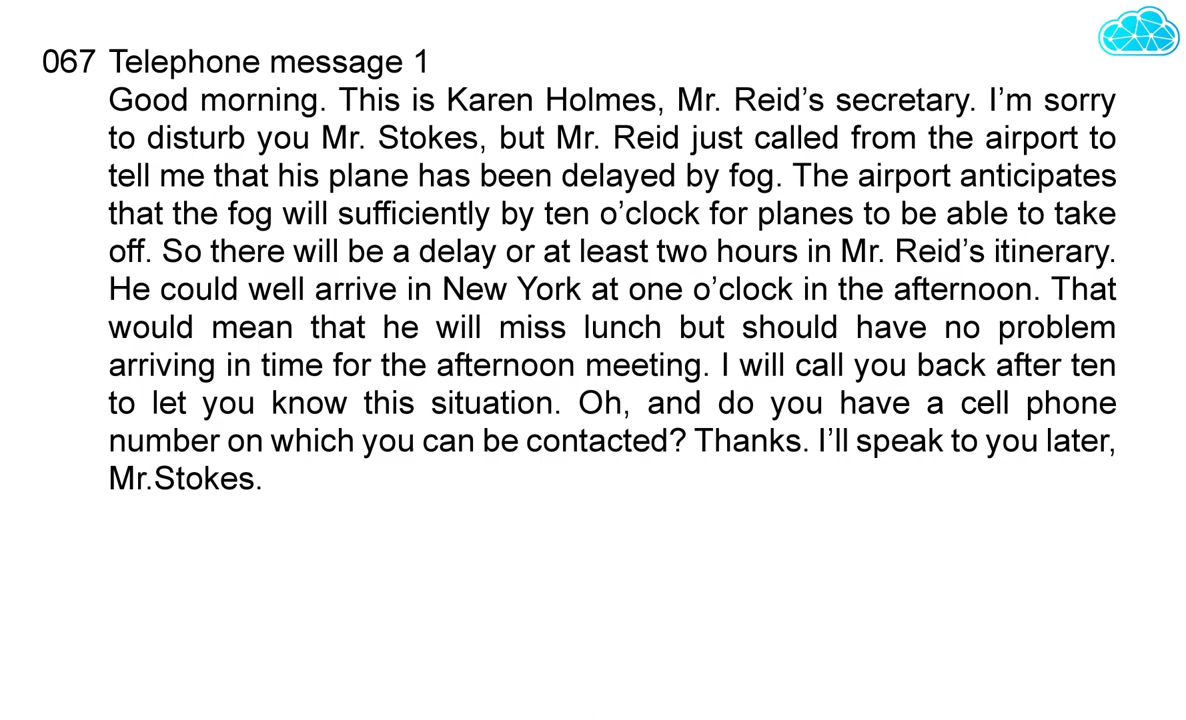 067 Telephone message 1
Good morning. This is Karen Holmes, Mr. Reid’s secretary. I’m sorry
to disturb you Mr. Stokes, but Mr. Reid just called from the airport to
tell me that his plane has been delayed by fog. The airport anticipates
that the fog will sufficiently by ten o’clock for planes to be able to take
off. So there will be a delay or at least two hours in Mr. Reid’s itinerary.
He could well arrive in New York at one o’clock in the afternoon. That
would mean that he will miss lunch but should have no problem
arriving in time for the afternoon meeting. I will call you back after ten
to let you know this situation. Oh, and do you have a cell phone
number on which you can be contacted? Thanks. I’ll speak to you later,
Mr.Stokes.